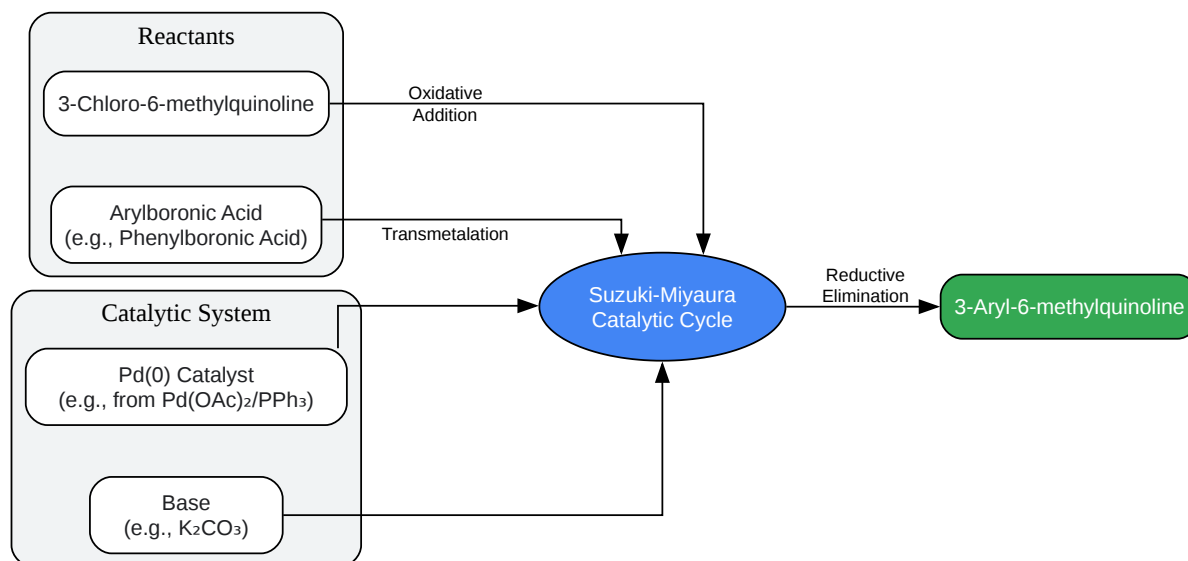 Reactants
3-Chloro-6-methylquinoline
Oxidative
Addition
Arylboronic Acid
(e.g., Phenylboronic Acid)
Transmetalation
Catalytic System
Pd(0) Catalyst
(e.g., from Pd(OAc)₂/PPh₃)
Base
(e.g., K₂CO₃)
Suzuki-Miyaura
Catalytic Cycle
Reductive
Elimination
3-Aryl-6-methylquinoline